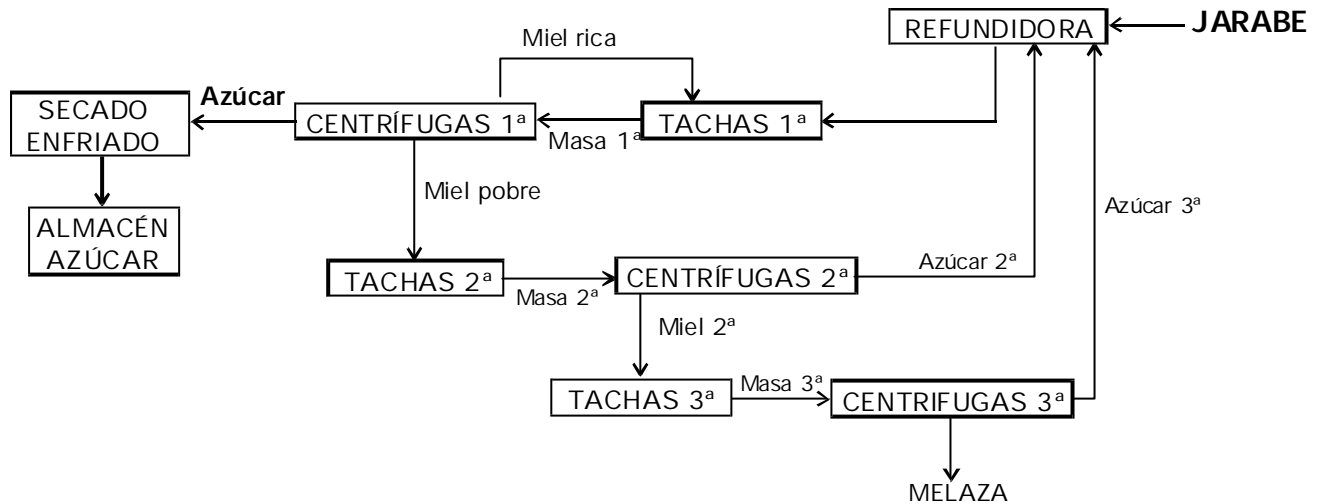 REFUNDIDORA
JARABE
Miel rica
Azúcar
SECADO
ENFRIADO
CENTRÍFUGAS 1ª
Masa 1ª
TACHAS 1ª
Miel pobre
Azúcar 3ª
ALMACÉN
AZÚCAR
TACHAS 2ª
Masa 2ª
CENTRÍFUGAS 2ª
Azúcar 2ª
Miel 2ª
TACHAS 3ª
Masa 3ª
CENTRIFUGAS 3ª
MELAZA